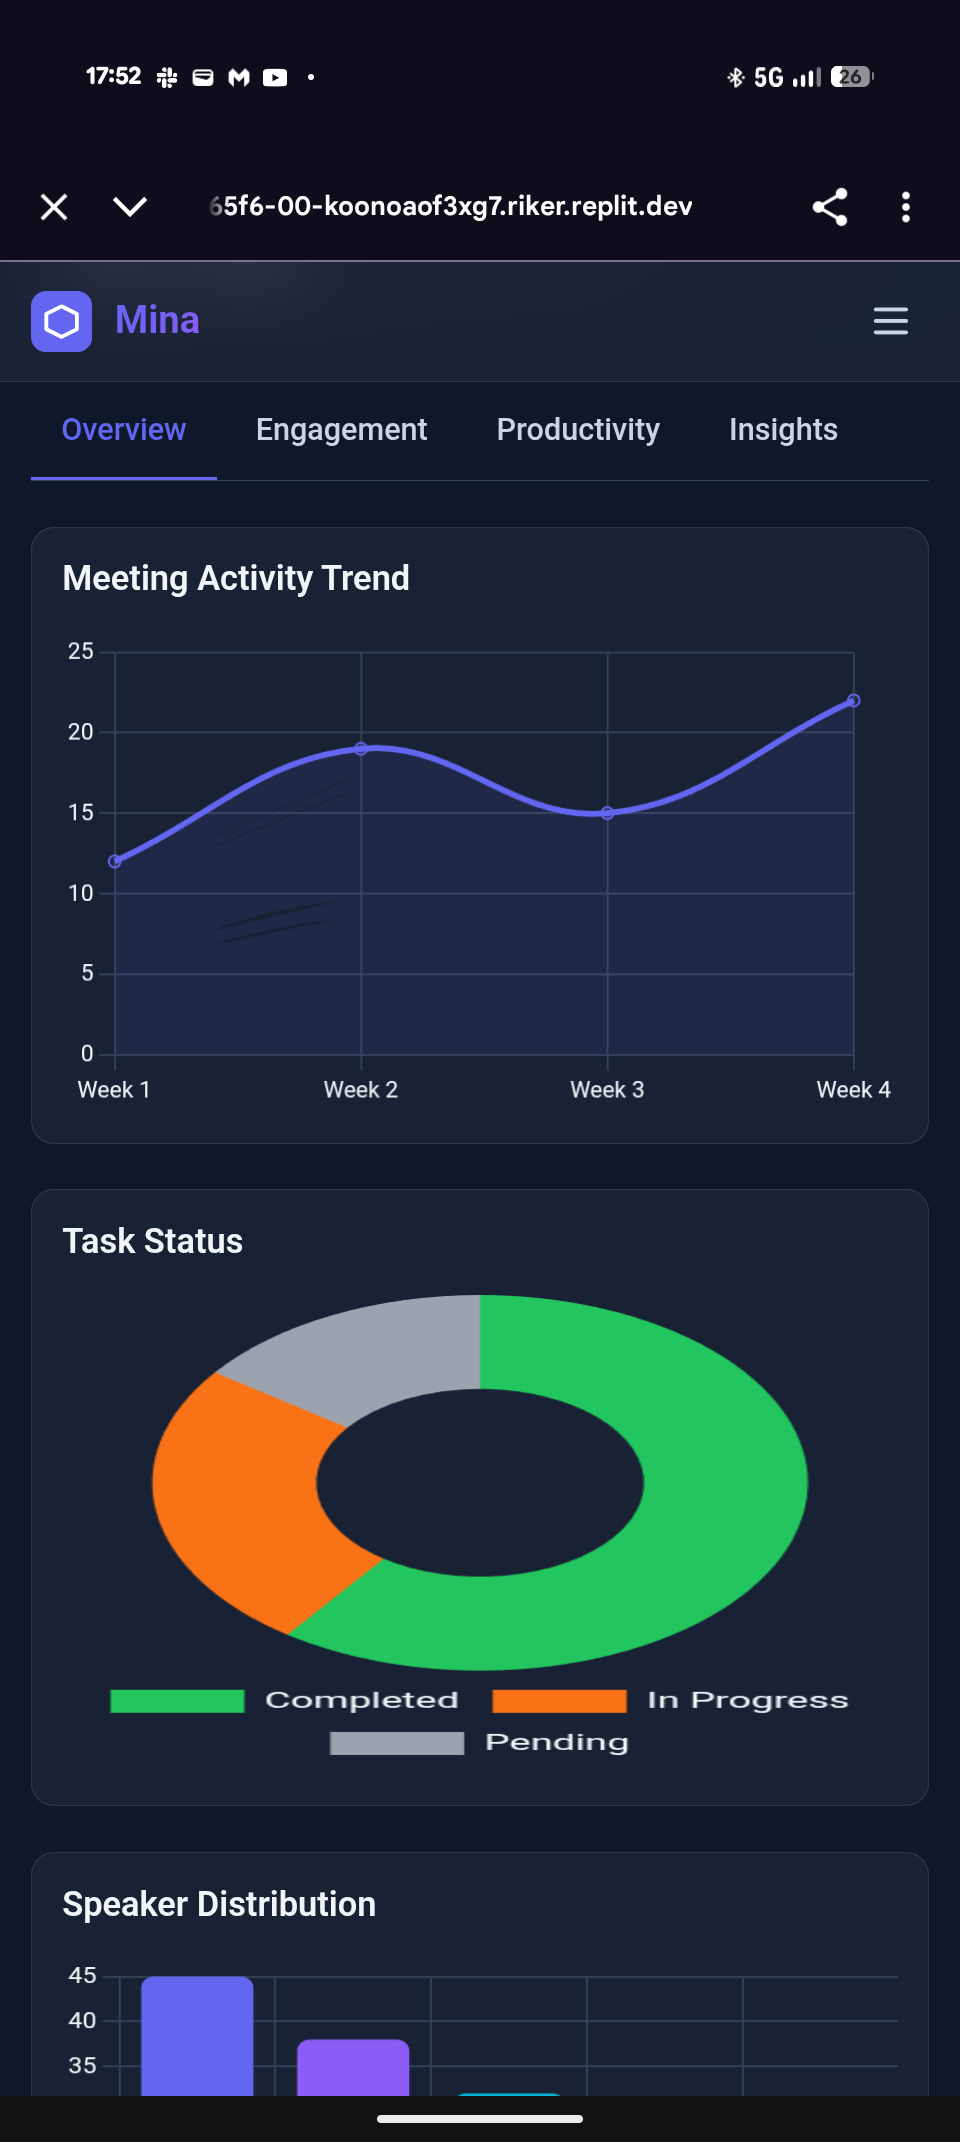 17:52
5G
26
65f6-00-koonoaof3xg7.riker.replit.dev
Mina
Overview Engagement Productivity Insights
Meeting Activity Trend
25
20
15
10
5
0
Week 1 Week 2 Week 3 Week 4
Task Status
Completed In Progress
Pending
Speaker Distribution
45
40
35